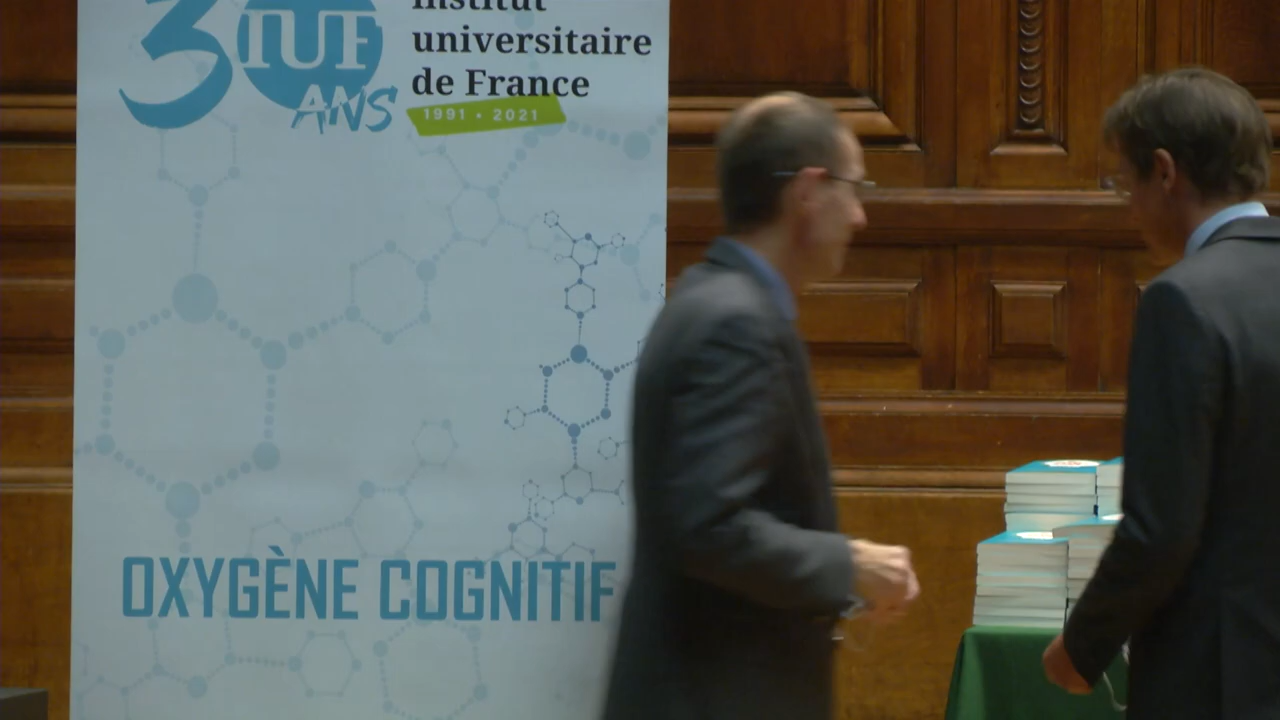 30 IUF
ANS
Institut
universitaire
de France
1991 • 2021
OXYGÈNE COGNITIF